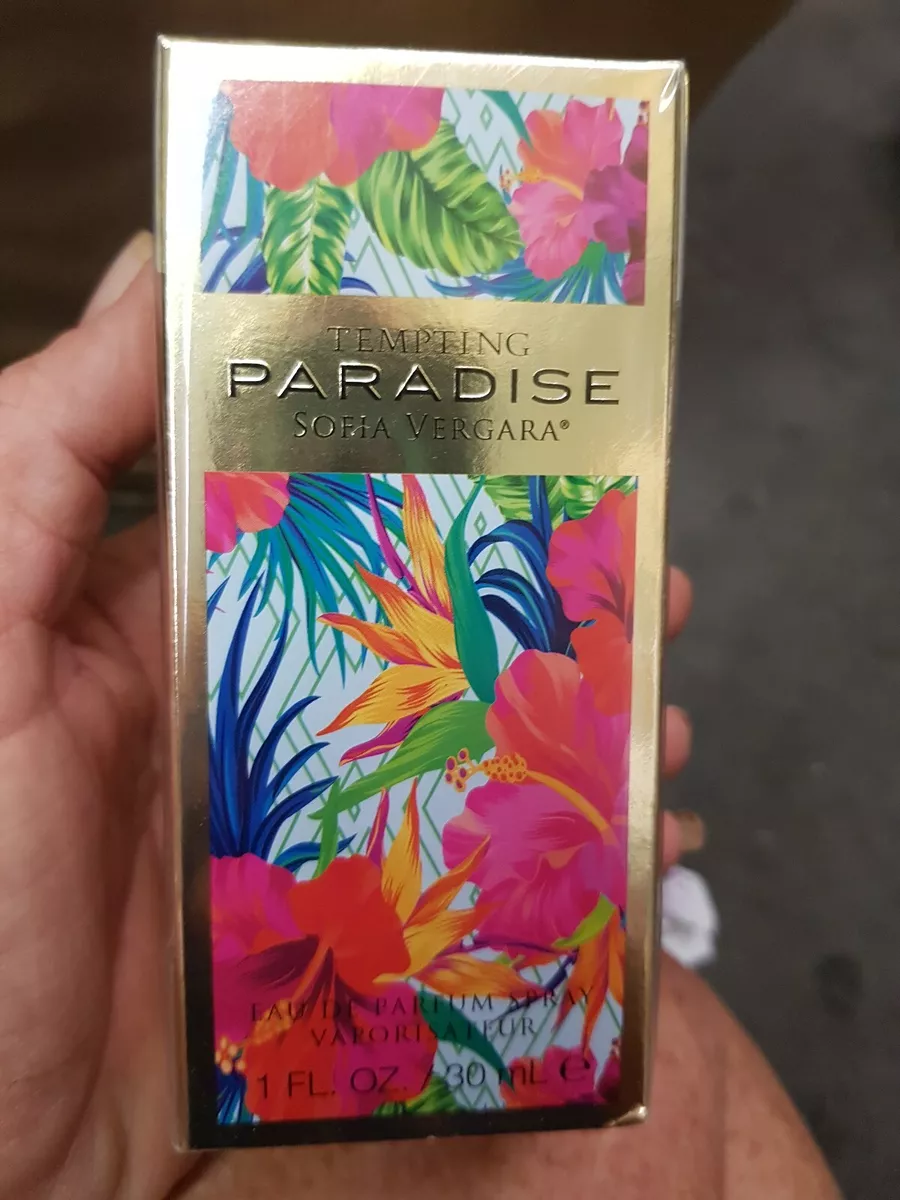 TEMPTING
PARADISE
SOFIA VERGARA®
EAU DE PARFUM SPRAY
VAPORISATEUR
1 FL. OZ. / 30 mL ℮